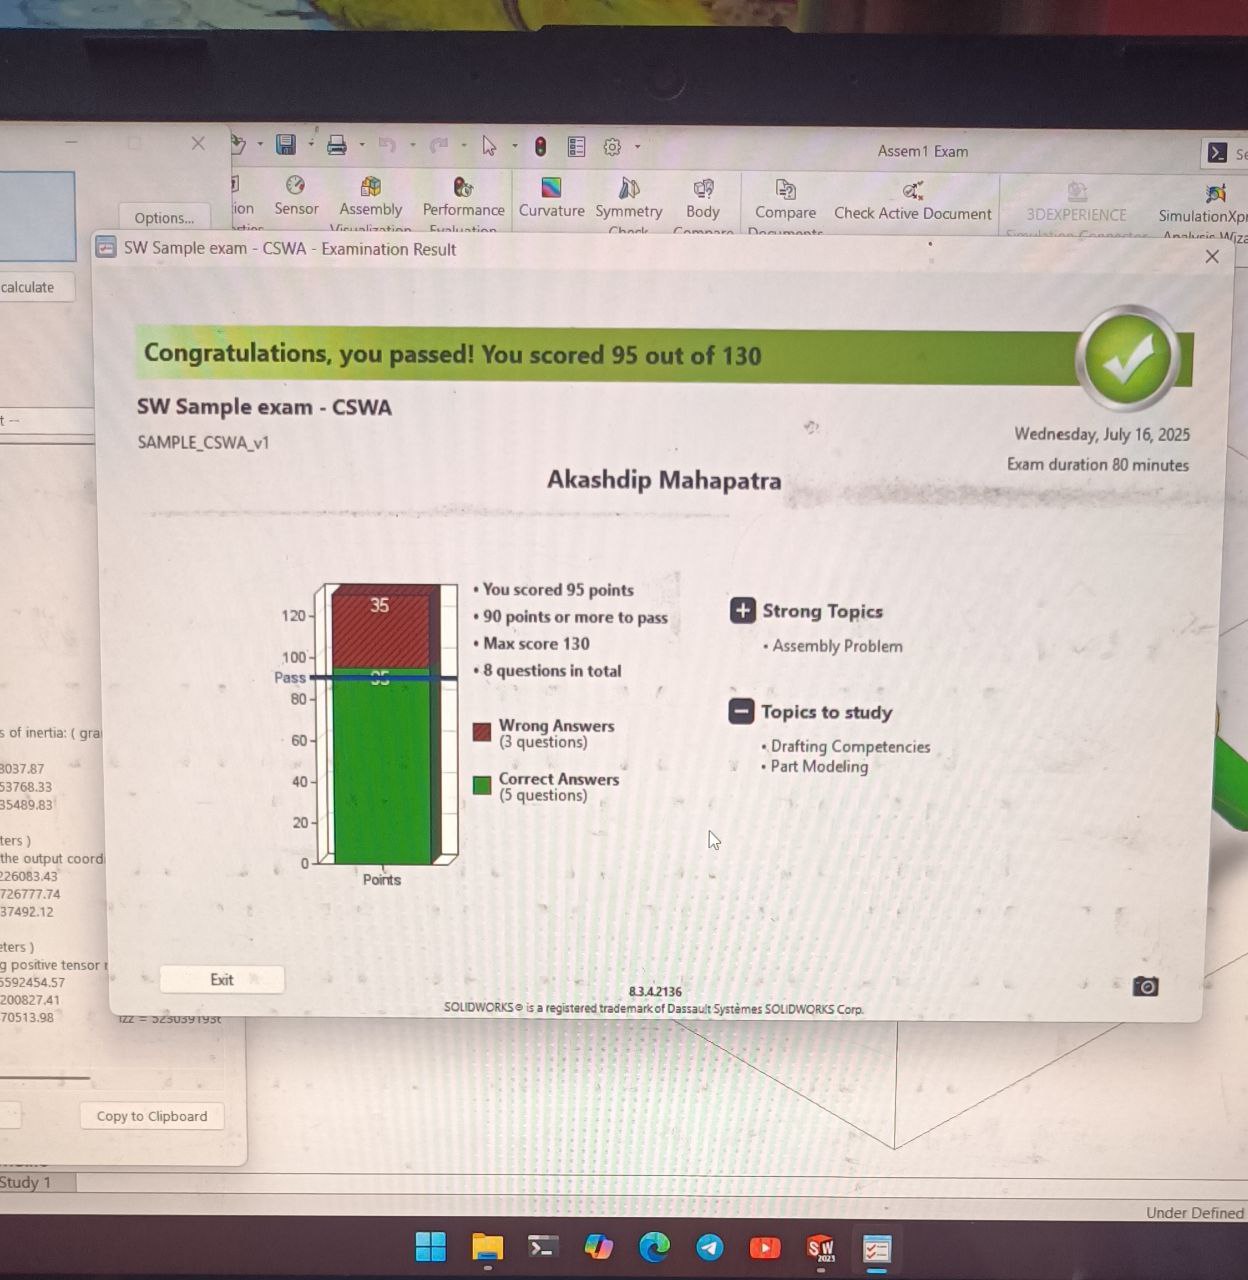 Assem1 Exam
Options...
ion
Sensor
Assembly
Visualization
Performance
Evaluation
Curvature
Symmetry
Check
Body
Compare
Compare
Documents
Check Active Document
3DEXPERIENCE
Simulation Connector
SimulationXpr
Analysis Wiza
SW Sample exam - CSWA - Examination Result
calculate
Congratulations, you passed! You scored 95 out of 130
SW Sample exam - CSWA
SAMPLE_CSWA_v1
Wednesday, July 16, 2025
Exam duration 80 minutes
Akashdip Mahapatra
120
100
Pass
80
60
40
20
0
35
95
Points
• You scored 95 points
• 90 points or more to pass
• Max score 130
• 8 questions in total
Wrong Answers
(3 questions)
Correct Answers
(5 questions)
Strong Topics
• Assembly Problem
Topics to study
• Drafting Competencies
• Part Modeling
s of inertia: ( gra
8037.87
53768.33
35489.83
ters )
the output coord
226083.43
726777.74
37492.12
eters )
g positive tensor
5592454.57
200827.41
70513.98
Exit
8.3.4.2136
SOLIDWORKS® is a registered trademark of Dassault Systèmes SOLIDWORKS Corp.
Copy to Clipboard
Study 1
Under Defined
SW
2023